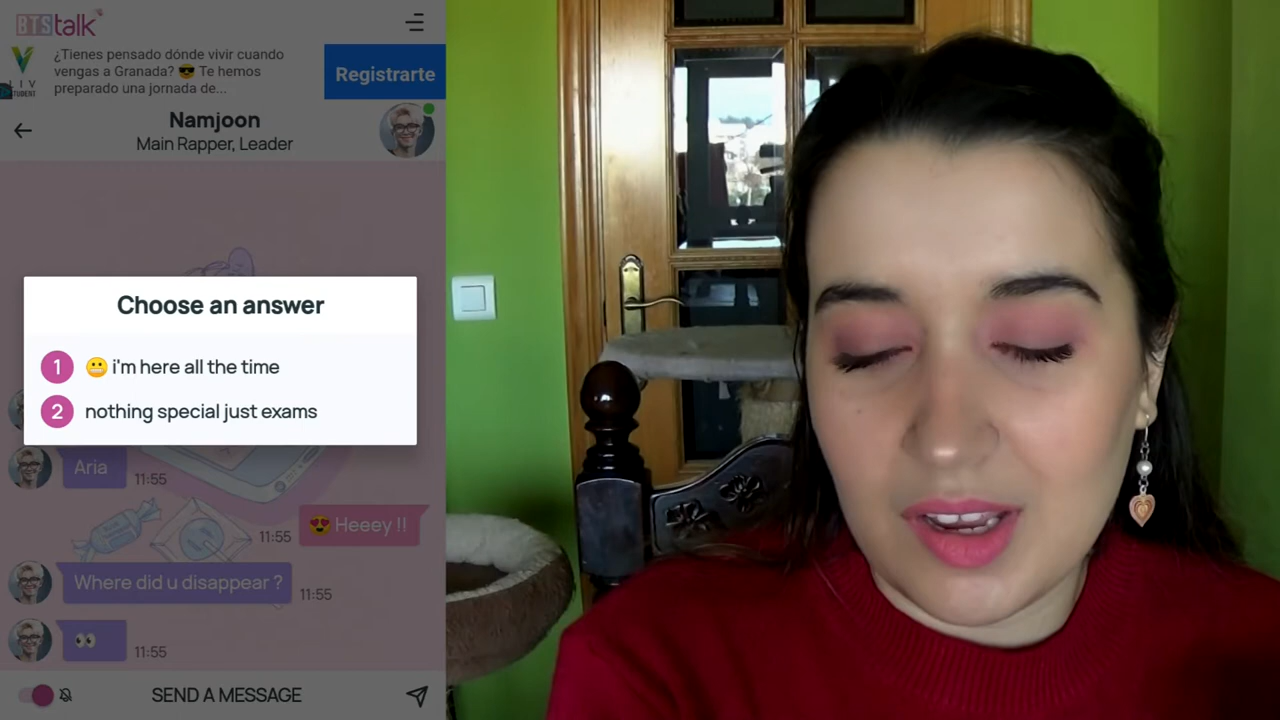 BTStalk
¿Tienes pensado dónde vivir cuando
vengas a Granada? 😎 Te hemos
preparado una jornada de...
Registrarte
LIV
STUDENT
Namjoon
Main Rapper, Leader
Choose an answer
1 😬 i'm here all the time
2 nothing special just exams
Aria
11:55
😍 Heeey !!
11:55
Where did u disappear ?
11:55
👀
11:55
SEND A MESSAGE